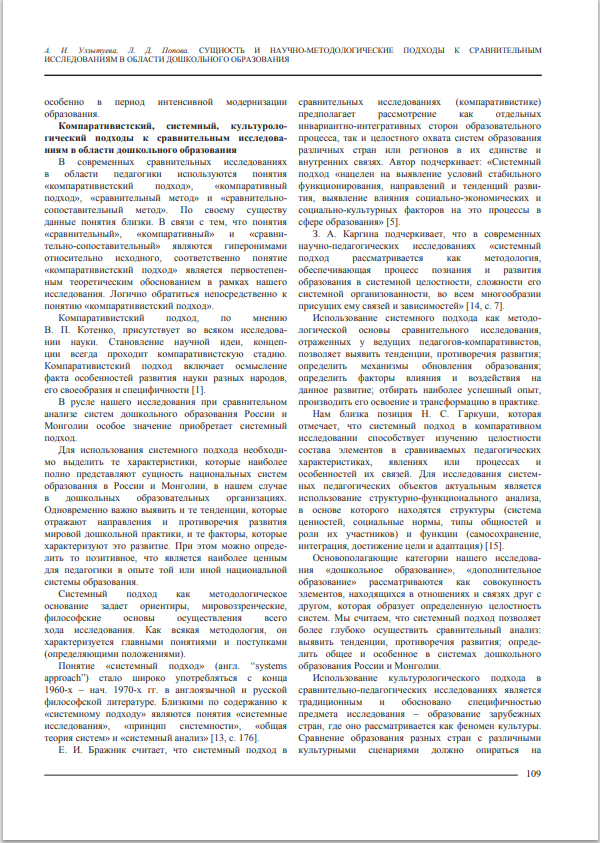 А. Н. Ухзытуева, Л. Д. Попова. СУЩНОСТЬ И НАУЧНО-МЕТОДОЛОГИЧЕСКИЕ ПОДХОДЫ К СРАВНИТЕЛЬНЫМ
ИССЛЕДОВАНИЯМ В ОБЛАСТИ ДОШКОЛЬНОГО ОБРАЗОВАНИЯ
особенно в период интенсивной модернизации
образования.
Компаративистский, системный, культуроло-
гический подходы к сравнительным исследова-
ниям в области дошкольного образования
В современных сравнительных исследованиях
в области педагогики используются понятия
«компаративистский подход», «компаративный
подход», «сравнительный метод» и «сравнительно-
сопоставительный метод». По своему существу
данные понятия близки. В связи с тем, что понятия
«сравнительный», «компаративный» и «сравни-
тельно-сопоставительный» являются гиперонимами
относительно исходного, соответственно понятие
«компаративистский подход» является первостепен-
ным теоретическим обоснованием в рамках нашего
исследования. Логично обратиться непосредственно к
понятию «компаративистский подход».
Компаративистский подход, по мнению
В. П. Котенко, присутствует во всяком исследова-
нии науки. Становление научной идеи, концеп-
ции всегда проходит компаративистскую стадию.
Компаративистский подход включает осмысление
факта особенностей развития науки разных народов,
его своеобразия и специфичности [1].
В русле нашего исследования при сравнительном
анализе систем дошкольного образования России и
Монголии особое значение приобретает системный
подход.
Для использования системного подхода необходи-
мо выделить те характеристики, которые наиболее
полно представляют сущность национальных систем
образования в России и Монголии, в нашем случае
в дошкольных образовательных организациях.
Одновременно важно выявить и те тенденции, которые
отражают направления и противоречия развития
мировой дошкольной практики, и те факторы, которые
характеризуют это развитие. При этом можно опреде-
лить то позитивное, что является наиболее ценным
для педагогики в опыте той или иной национальной
системы образования.
Системный подход как методологическое
основание задает ориентиры, мировоззренческие,
философские основы осуществления всего
хода исследования. Как всякая методология, он
характеризуется главными понятиями и постулатами
(определяющими положениями).
Понятие «системный подход» (англ. “systems
approach”) стало широко употребляться с конца
1960-х – нач. 1970-х гг. в англоязычной и русской
философской литературе. Близкими по содержанию к
«системному подходу» являются понятия «системные
исследования», «принцип системности», «общая
теория систем» и «системный анализ» [13, с. 176].
Е. И. Бражник считает, что системный подход в
сравнительных исследованиях (компаративистике)
предполагает рассмотрение как отдельных
инвариантно-интегративных сторон образовательного
процесса, так и целостного охвата систем образования
различных стран или регионов в их единстве и
внутренних связях. Автор подчеркивает: «Системный
подход «нацелен на выявление условий стабильного
функционирования, направлений и тенденций разви-
тия, выявление влияния социально-экономических и
социально-культурных факторов на это процессы в
сфере образования» [5].
З. А. Каргина подчеркивает, что в современных
научно-педагогических исследованиях «системный
подход рассматривается как методология,
обеспечивающая процесс познания и развития
образования в системной целостности, сложности его
системной организованности, во всем многообразии
присущих ему связей и зависимостей» [14, с. 7].
Использование системного подхода как методо-
логической основы сравнительного исследования,
отраженных у ведущих педагогов-компаративистов,
позволяет выявить тенденции, противоречия развития;
определить механизмы обновления образования;
определить факторы влияния и воздействия на
данное развитие; отбирать наиболее успешный опыт,
производить его освоение и трансформацию в практике.
Нам близка позиция Н. С. Гаркуши, которая
отмечает, что системный подход в компаративном
исследовании способствует изучению целостности
состава элементов в сравниваемых педагогических
характеристиках, явлениях или процессах и
особенностей их связей. Для исследования систем-
ных педагогических объектов актуальным является
использование структурно-функционального анализа,
в основе которого находятся структуры (система
ценностей, социальные нормы, типы общностей и
роли их участников) и функции (самосохранение,
интеграция, достижение цели и адаптация) [15].
Основополагающие категории нашего исследова-
ния «дошкольное образование», «дополнительное
образование» рассматриваются как совокупность
элементов, находящихся в отношениях и связях друг с
другом, которая образует определенную целостность
систем. Мы считаем, что системный подход позволяет
более глубоко осуществить сравнительный анализ:
выявить тенденции, противоречия развития; опреде-
лить общее и особенное в системах дошкольного
образования России и Монголии.
Использование культурологического подхода в
сравнительно-педагогических исследованиях является
традиционным и обосновано специфичностью
предмета исследования – образование зарубежных
стран, где оно рассматривается как феномен культуры.
Сравнение образования разных стран с различными
культурными сценариями должно опираться на
109